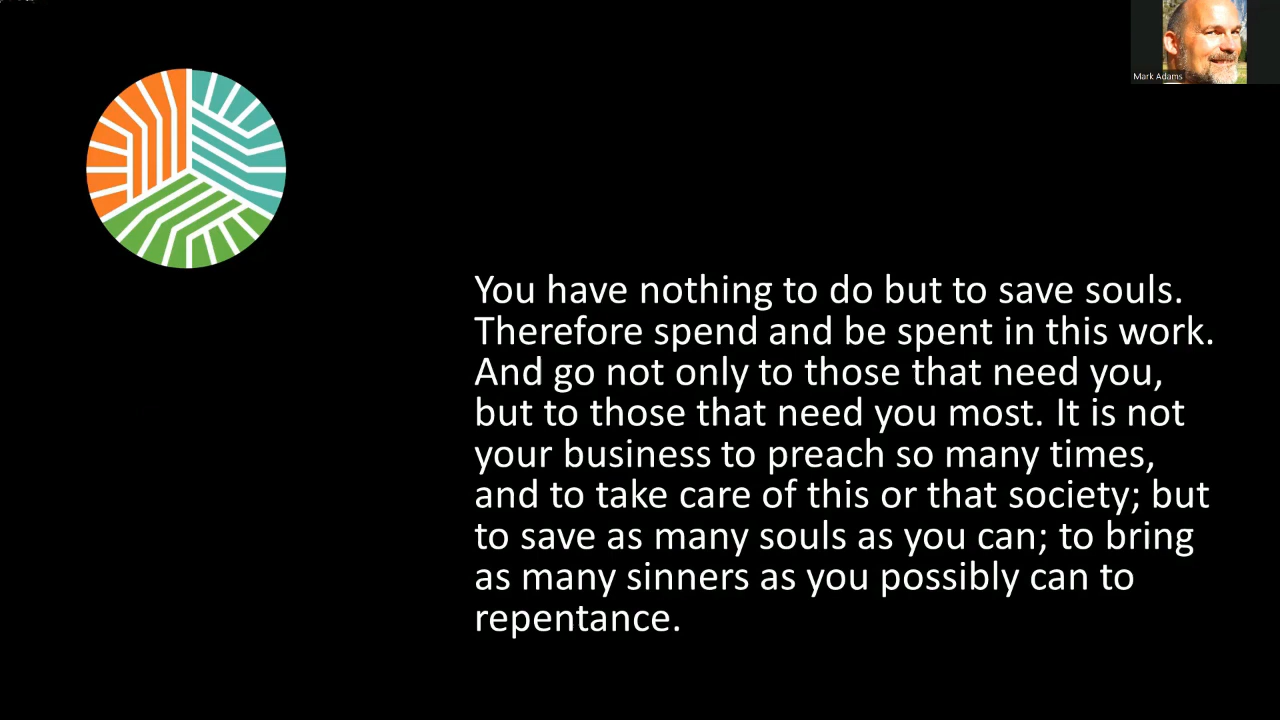 Mark Adams
You have nothing to do but to save souls.
Therefore spend and be spent in this work.
And go not only to those that need you,
but to those that need you most. It is not
your business to preach so many times,
and to take care of this or that society; but
to save as many souls as you can; to bring
as many sinners as you possibly can to
repentance.